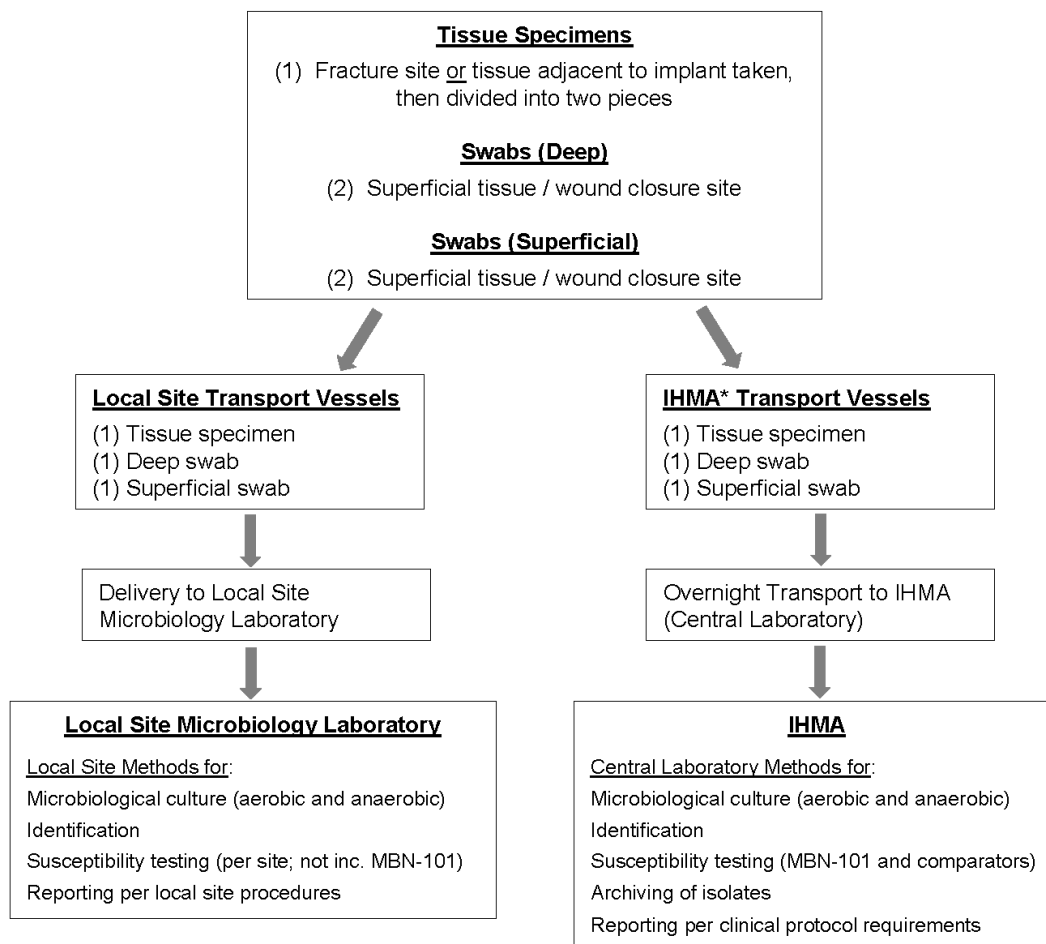 Tissue Specimens
(1) Fracture site or tissue adjacent to implant taken,
then divided into two pieces
Swabs (Deep)
(2) Superficial tissue / wound closure site
Swabs (Superficial)
(2) Superficial tissue / wound closure site
Local Site Transport Vessels
(1) Tissue specimen
(1) Deep swab
(1) Superficial swab
IHMA* Transport Vessels
(1) Tissue specimen
(1) Deep swab
(1) Superficial swab
Delivery to Local Site
Microbiology Laboratory
Overnight Transport to IHMA
(Central Laboratory)
Local Site Microbiology Laboratory
Local Site Methods for:
Microbiological culture (aerobic and anaerobic)
Identification
Susceptibility testing (per site; not inc. MBN-101)
Reporting per local site procedures
IHMA
Central Laboratory Methods for:
Microbiological culture (aerobic and anaerobic)
Identification
Susceptibility testing (MBN-101 and comparators)
Archiving of isolates
Reporting per clinical protocol requirements